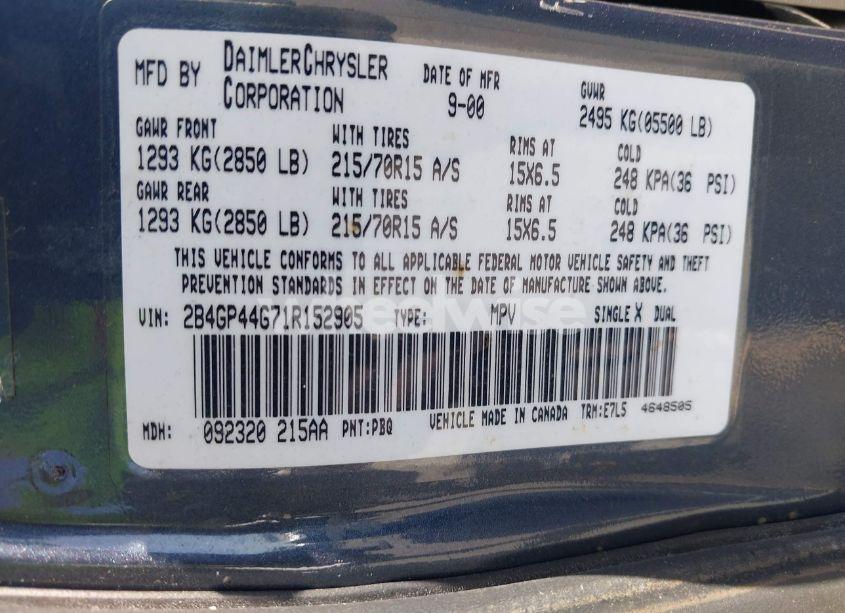 MFD BY DAIMLERCHRYSLER CORPORATION DATE OF MFR 9-00 GVWR 2495 KG(05500 LB)
GAWR FRONT WITH TIRES RIMS AT COLD
1293 KG(2850 LB) 215/70R15 A/S 15X6.5 248 KPA(36 PSI)
GAWR REAR WITH TIRES RIMS AT COLD
1293 KG(2850 LB) 215/70R15 A/S 15X6.5 248 KPA(36 PSI)
THIS VEHICLE CONFORMS TO ALL APPLICABLE FEDERAL MOTOR VEHICLE SAFETY AND THEFT
PREVENTION STANDARDS IN EFFECT ON THE DATE OF MANUFACTURE SHOWN ABOVE.
VIN: 2B4GP44G71R152905 TYPE: MPV SINGLE X DUAL
wheelwise
MDH: 092320 215AA PNT:PBQ VEHICLE MADE IN CANADA TRM:E7L5 4648505